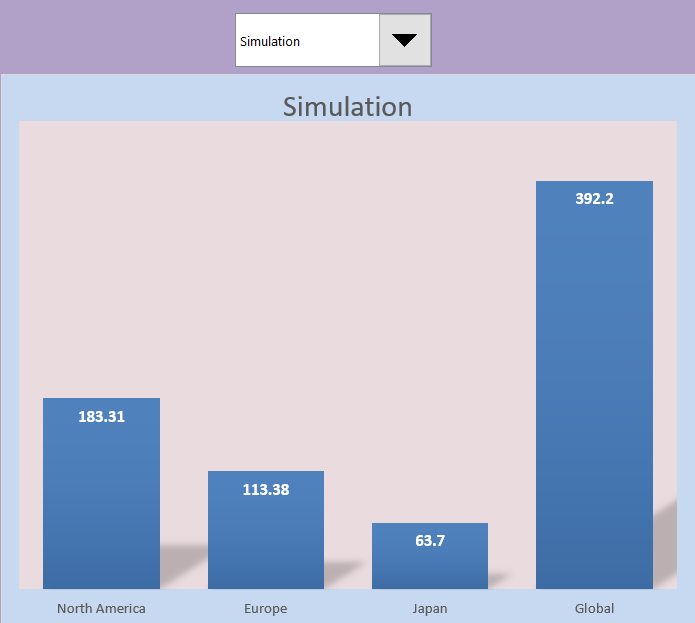 Simulation
Simulation
392.2
183.31
113.38
63.7
North America Europe Japan Global